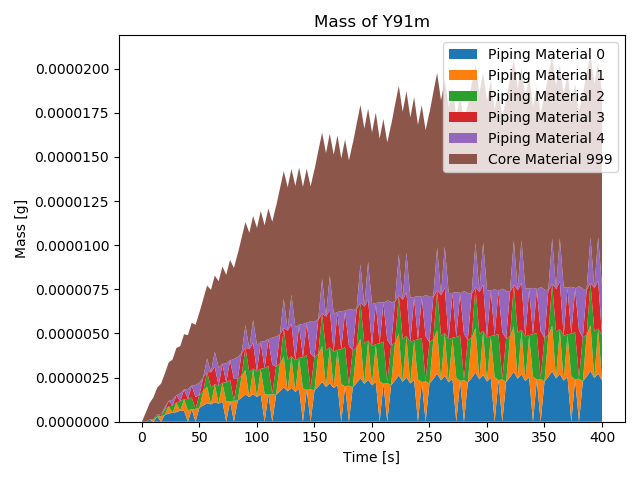 Mass of Y91m
Mass [g]
0.0000200
0.0000175
0.0000150
0.0000125
0.0000100
0.0000075
0.0000050
0.0000025
0.0000000
Piping Material 0
Piping Material 1
Piping Material 2
Piping Material 3
Piping Material 4
Core Material 999
0 50 100 150 200 250 300 350 400
Time [s]